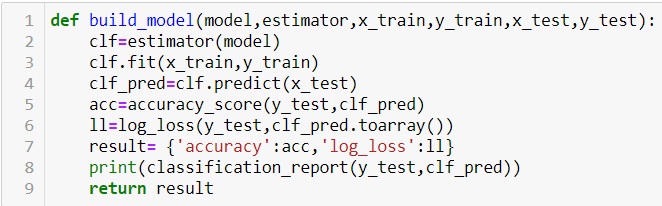 1 def build_model(model,estimator,x_train,y_train,x_test,y_test):
2     clf=estimator(model)
3     clf.fit(x_train,y_train)
4     clf_pred=clf.predict(x_test)
5     acc=accuracy_score(y_test,clf_pred)
6     ll=log_loss(y_test,clf_pred.toarray())
7     result= {'accuracy':acc,'log_loss':ll}
8     print(classification_report(y_test,clf_pred))
9     return result